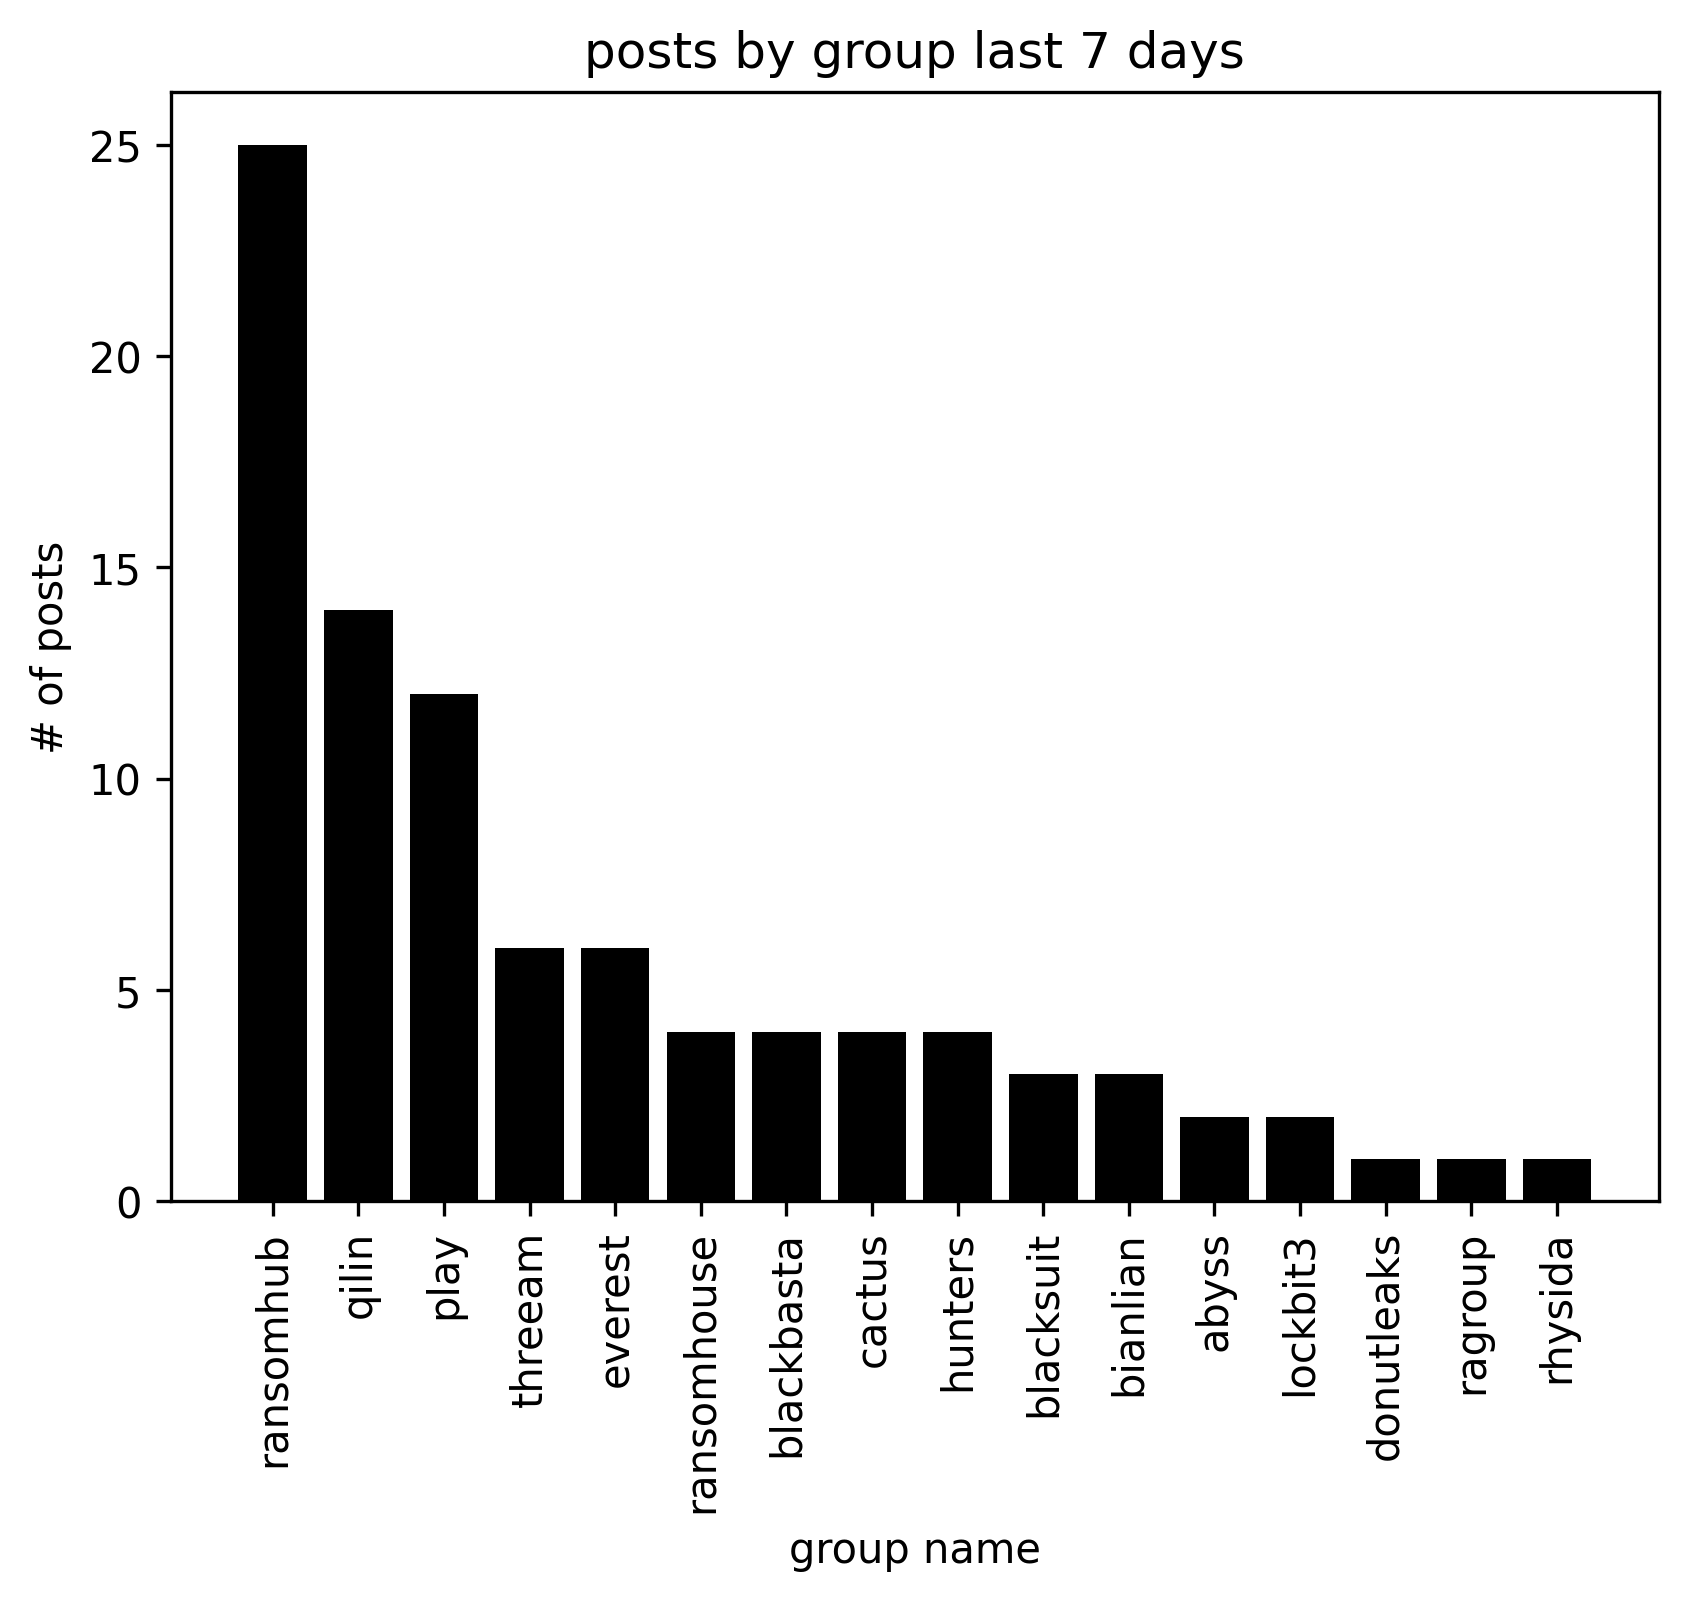 posts by group last 7 days
# of posts
25
20
15
10
5
0
ransomhub
qilin
play
threeam
everest
ransomhouse
blackbasta
cactus
hunters
blacksuit
bianlian
abyss
lockbit3
donutleaks
ragroup
rhysida
group name